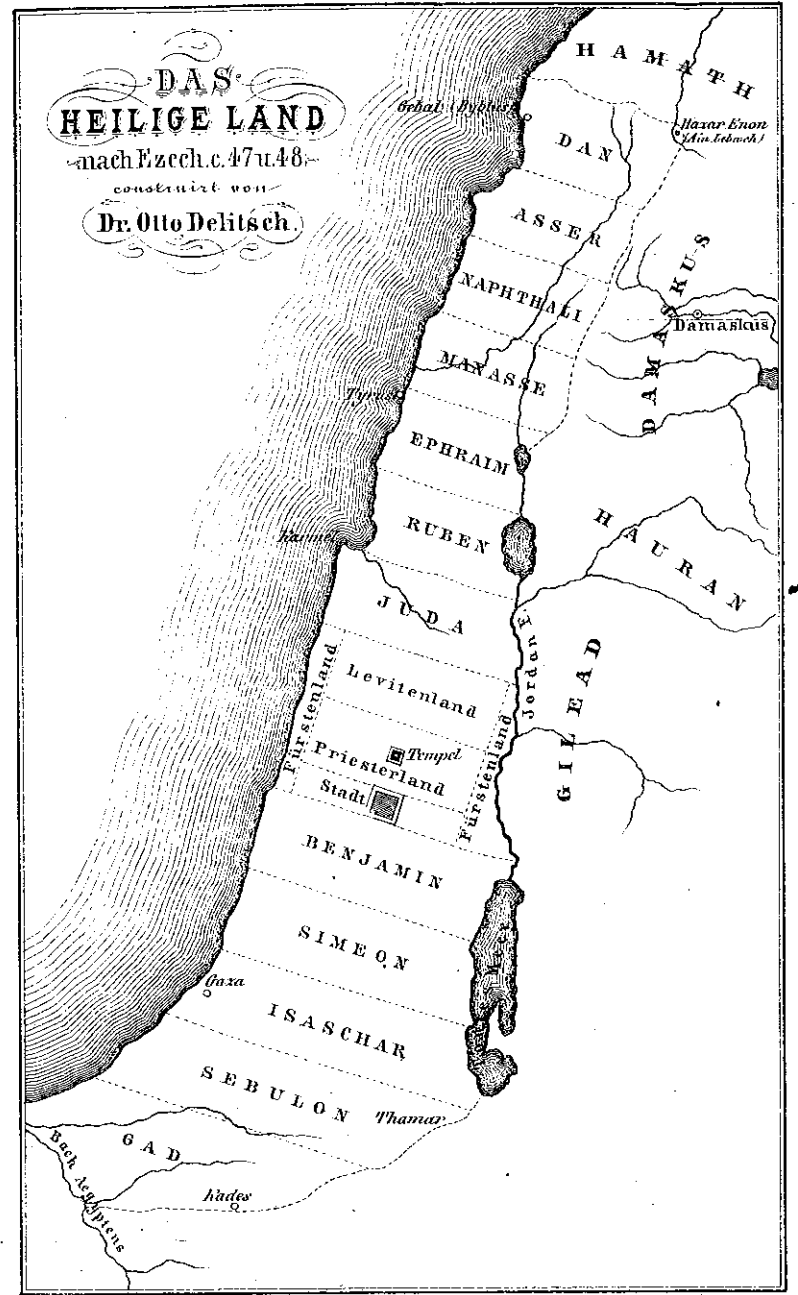 DAS
HEILIGE LAND
nach Ezech. c. 47 u. 48
construirt von
Dr. Otto Delitsch.
HAMATH
Gebal (Byblus)
Hazar Enon
DAN
ASSER
DAMASKUS
NAPHTHALI
Damaskus
MANASSE
Tyrus
EPHRAIM
HAURAN
RUBEN
Karmel
JUDA
Jordan F.
GILEAD
Fürstenland
Levitenland
Fürstenland
Tempel
Priesterland
Stadt
BENJAMIN
SIMEON
Gaza
ISASCHAR
SEBULON
Thamar
GAD
Bach Aegyptens
Kades